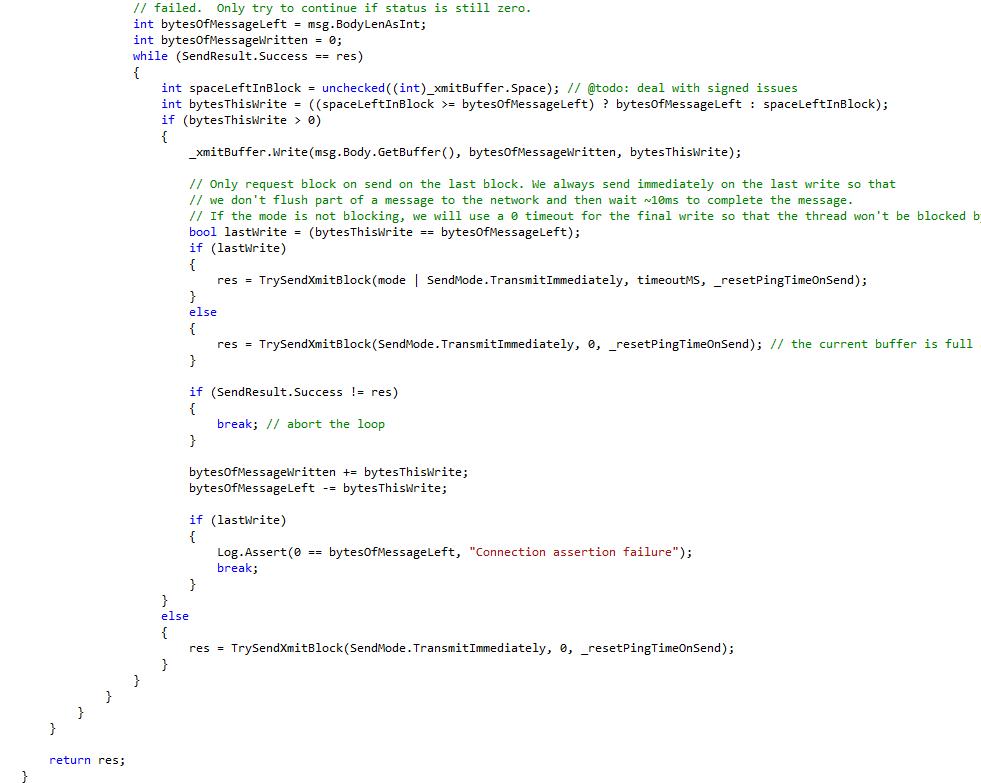 // failed.  Only try to continue if status is still zero.
int bytesOfMessageLeft = msg.BodyLenAsInt;
int bytesOfMessageWritten = 0;
while (SendResult.Success == res)
{
    int spaceLeftInBlock = unchecked((int)_xmitBuffer.Space); // @todo: deal with signed issues
    int bytesThisWrite = ((spaceLeftInBlock >= bytesOfMessageLeft) ? bytesOfMessageLeft : spaceLeftInBlock);
    if (bytesThisWrite > 0)
    {
        _xmitBuffer.Write(msg.Body.GetBuffer(), bytesOfMessageWritten, bytesThisWrite);
        // Only request block on send on the last block. We always send immediately on the last write so that
        // we don't flush part of a message to the network and then wait ~10ms to complete the message.
        // If the mode is not blocking, we will use a 0 timeout for the final write so that the thread won't be blocked
        bool lastWrite = (bytesThisWrite == bytesOfMessageLeft);
        if (lastWrite)
        {
            res = TrySendXmitBlock(mode | SendMode.TransmitImmediately, timeoutMS, _resetPingTimeOnSend);
        }
        else
        {
            res = TrySendXmitBlock(SendMode.TransmitImmediately, 0, _resetPingTimeOnSend); // the current buffer is full
        }
        if (SendResult.Success != res)
        {
            break; // abort the loop
        }
        bytesOfMessageWritten += bytesThisWrite;
        bytesOfMessageLeft -= bytesThisWrite;
        if (lastWrite)
        {
            Log.Assert(0 == bytesOfMessageLeft, "Connection assertion failure");
            break;
        }
    }
    else
    {
        res = TrySendXmitBlock(SendMode.TransmitImmediately, 0, _resetPingTimeOnSend);
    }
}
}
}
}
return res;
}